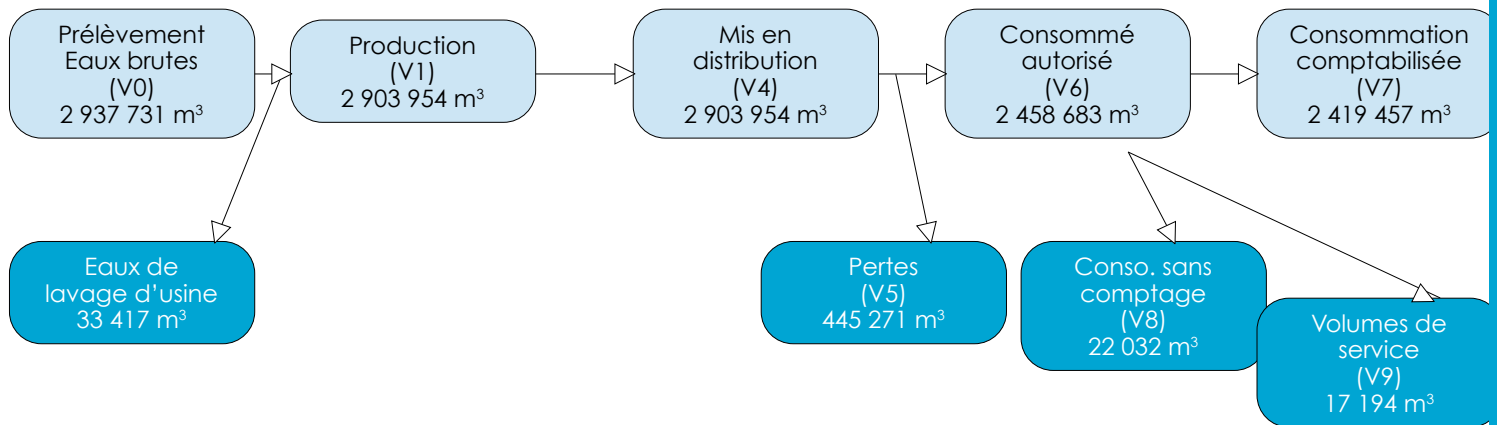 Prélèvement
Eaux brutes
(V0)
2 937 731 m³
Production
(V1)
2 903 954 m³
Mis en
distribution
(V4)
2 903 954 m³
Consommé
autorisé
(V6)
2 458 683 m³
Consommation
comptabilisée
(V7)
2 419 457 m³
Eaux de
lavage d’usine
33 417 m³
Pertes
(V5)
445 271 m³
Conso. sans
comptage
(V8)
22 032 m³
Volumes de
service
(V9)
17 194 m³